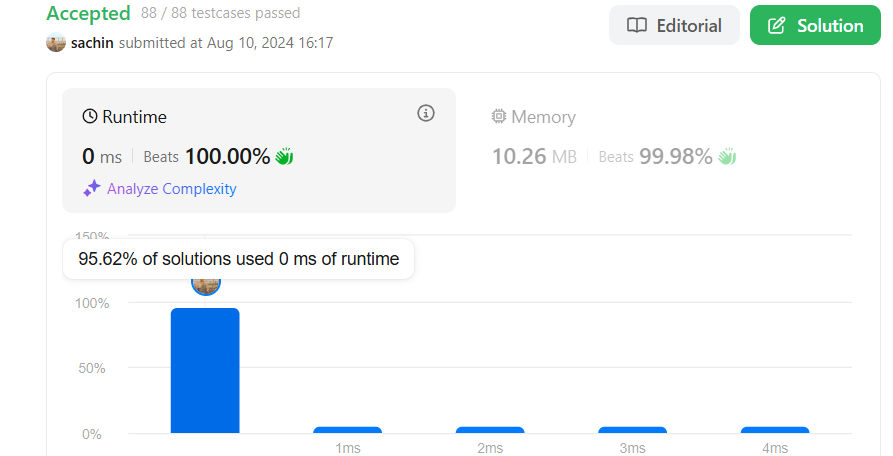 Accepted 88 / 88 testcases passed
Editorial
Solution
sachin submitted at Aug 10, 2024 16:17
Runtime
Memory
0 ms Beats 100.00%
10.26 MB Beats 99.98%
Analyze Complexity
150%
95.62% of solutions used 0 ms of runtime
100%
50%
0%
1ms 2ms 3ms 4ms